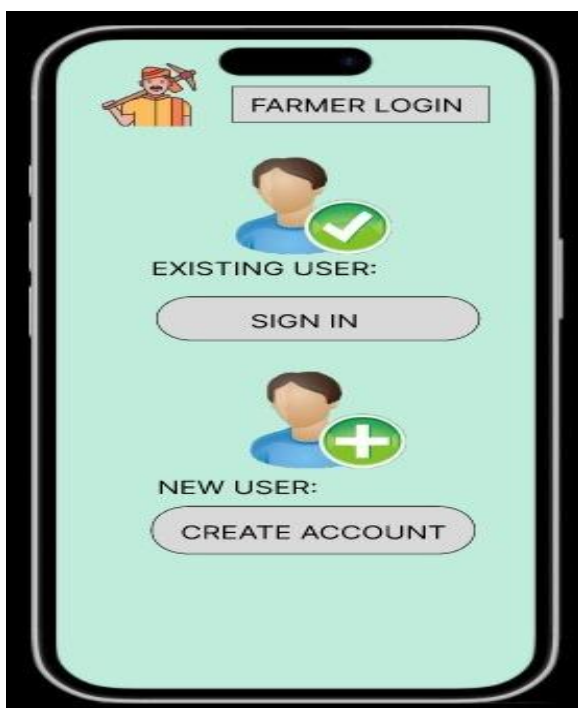 FARMER LOGIN
EXISTING USER:
SIGN IN
NEW USER:
CREATE ACCOUNT